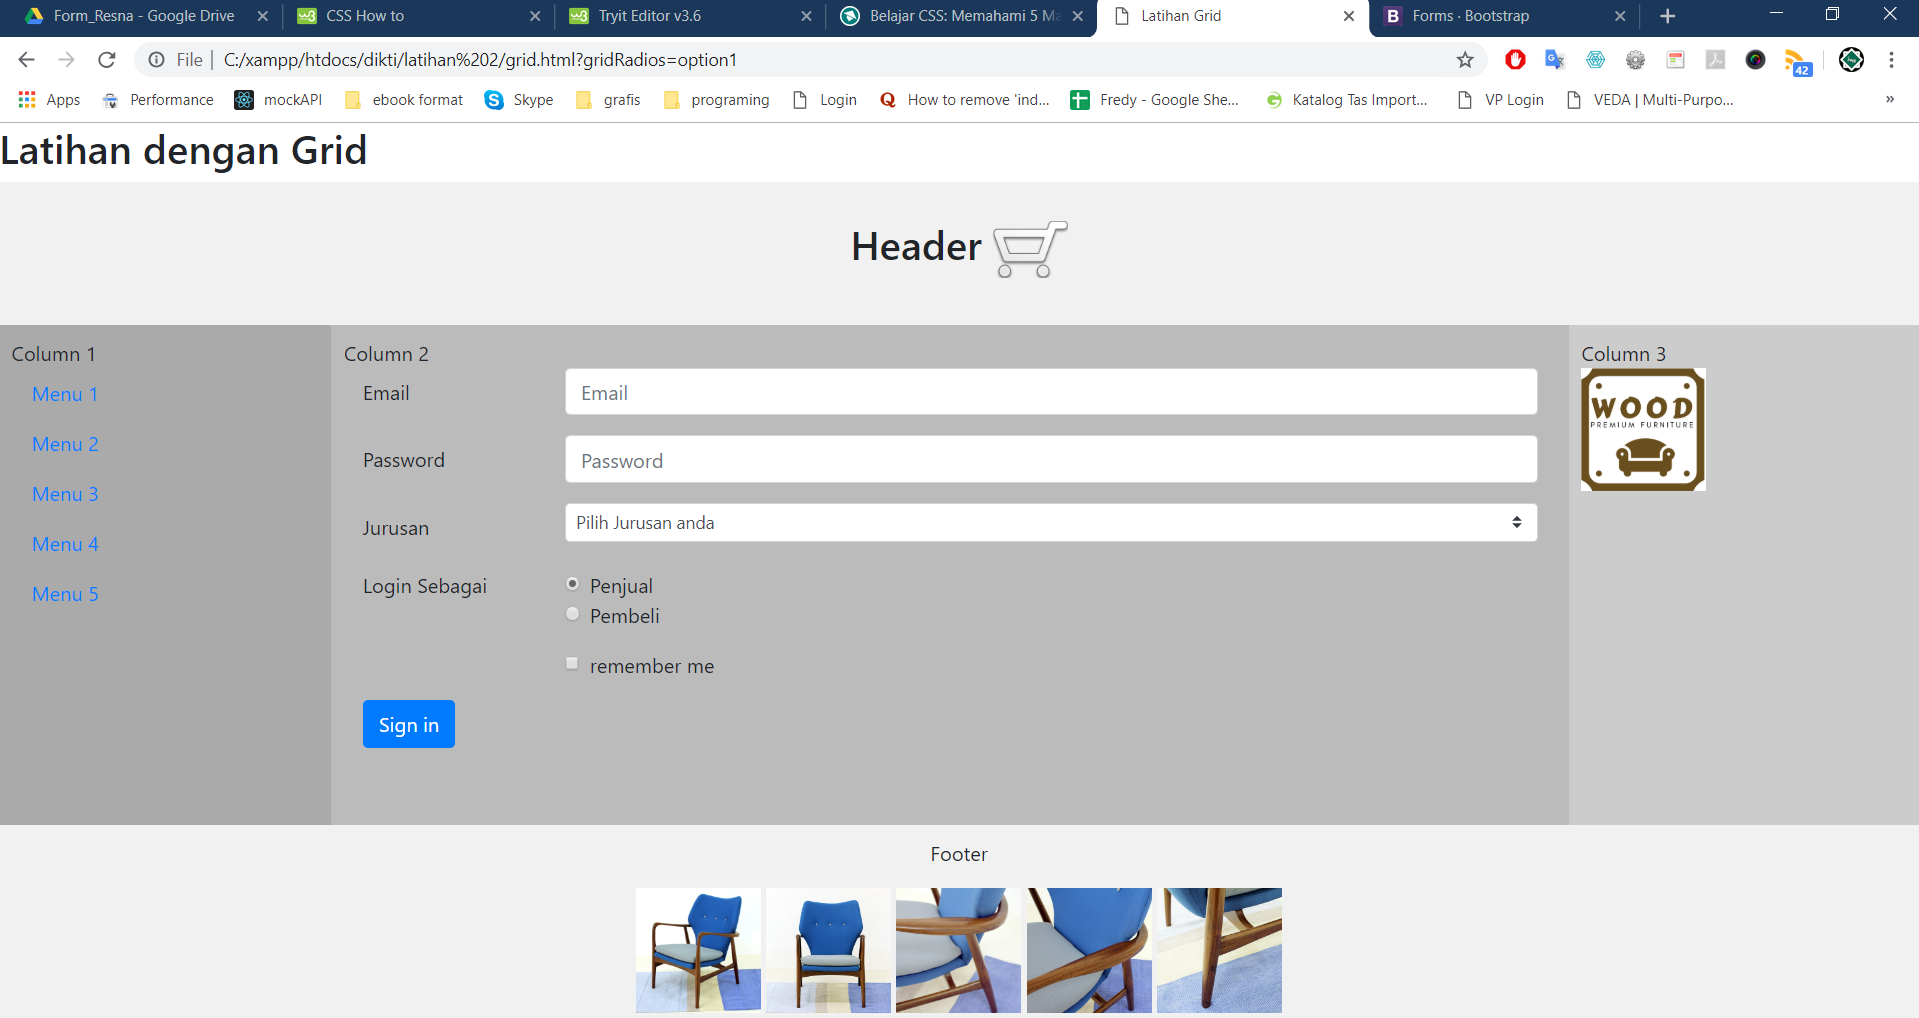 Form_Resna - Google Drive
CSS How to
Tryit Editor v3.6
Belajar CSS: Memahami 5 Ma
Latihan Grid
Forms · Bootstrap
File | C:/xampp/htdocs/dikti/latihan%202/grid.html?gridRadios=option1
42
Apps
Performance
mockAPI
ebook format
Skype
grafis
programing
Login
How to remove 'ind...
Fredy - Google She...
Katalog Tas Import...
VP Login
VEDA | Multi-Purpo...
»
Latihan dengan Grid
Header
Column 1
Menu 1
Menu 2
Menu 3
Menu 4
Menu 5
Column 2
Email
Email
Password
Password
Jurusan
Pilih Jurusan anda
Login Sebagai
Penjual
Pembeli
remember me
Sign in
Column 3
WOOD
PREMIUM FURNITURE
Footer